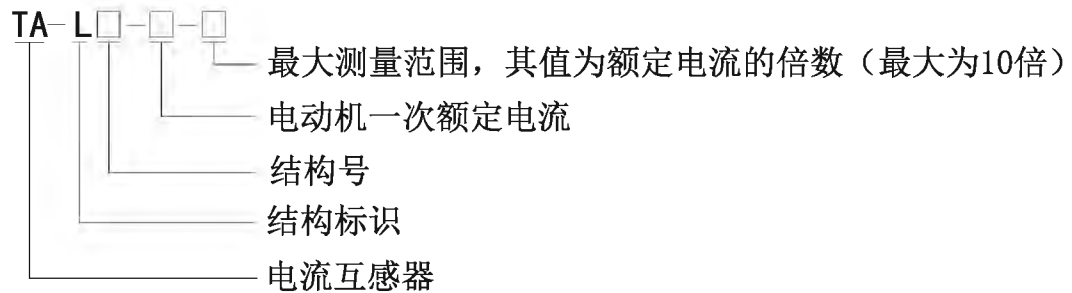 TA-L□-□-□
最大测量范围，其值为额定电流的倍数（最大为10倍）
电动机一次额定电流
结构号
结构标识
电流互感器